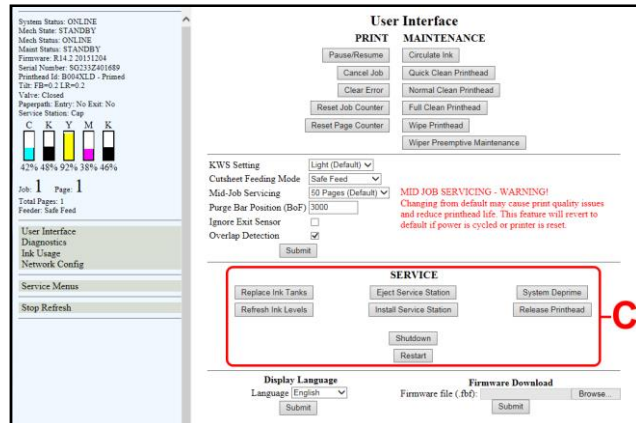 System Status: ONLINE
Mech State: STANDBY
Mech Status: ONLINE
Maint Status: STANDBY
Firmware: R14.2 20151204
Serial Number: SG233Z401689
Printhead Id: B004XLD - Primed
Tilt: FB=0.2 LR=0.2
Valve: Closed
Paperpath: Entry: No Exit: No
Service Station: Cap
C K Y M K
42% 48% 92% 38% 46%
Job: 1 Page: 1
Total Pages: 1
Feeder: Safe Feed
User Interface
Diagnostics
Ink Usage
Network Config
Service Menus
Stop Refresh
User Interface
PRINT MAINTENANCE
Pause/Resume Circulate Ink
Cancel Job Quick Clean Printhead
Clear Error Normal Clean Printhead
Reset Job Counter Full Clean Printhead
Reset Page Counter Wipe Printhead
Wiper Preemptive Maintenance
KWS Setting Light (Default)
Cutsheet Feeding Mode Safe Feed
Mid-Job Servicing 50 Pages (Default)
Purge Bar Position (BoF) 3000
Ignore Exit Sensor
Overlap Detection
Submit
MID JOB SERVICING - WARNING!
Changing from default may cause print quality issues
and reduce printhead life. This feature will revert to
default if power is cycled or printer is reset.
SERVICE
Replace Ink Tanks Eject Service Station System Deprime
Refresh Ink Levels Install Service Station Release Printhead
Shutdown
Restart
C
Display Language
Language English
Submit
Firmware Download
Firmware file (.fbf): Browse...
Submit